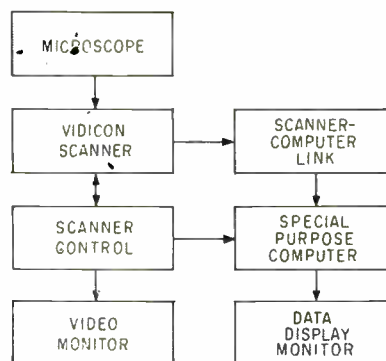 MICROSCOPE
VIDICON
SCANNER
SCANNER-
COMPUTER
LINK
SCANNER
CONTROL
SPECIAL
PURPOSE
COMPUTER
VIDEO
MONITOR
DATA
DISPLAY
MONITOR